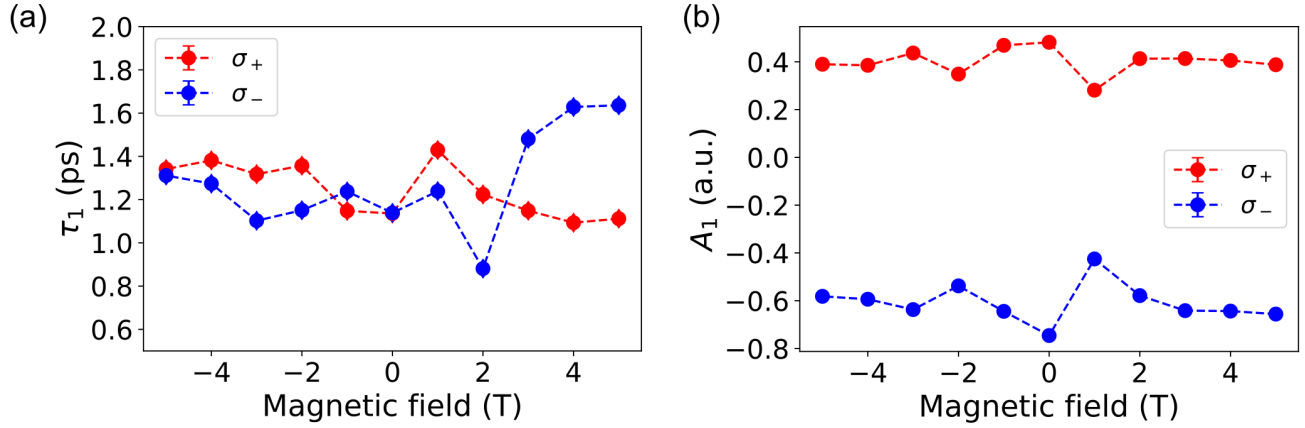 (a)
2.0
1.8
1.6
1.4
1.2
1.0
0.8
0.6
τ₁ (ps)
σ₊
σ₋
−4
−2
0
2
4
Magnetic field (T)
(b)
0.4
0.2
0.0
−0.2
−0.4
−0.6
−0.8
A₁ (a.u.)
σ₊
σ₋
−4
−2
0
2
4
Magnetic field (T)